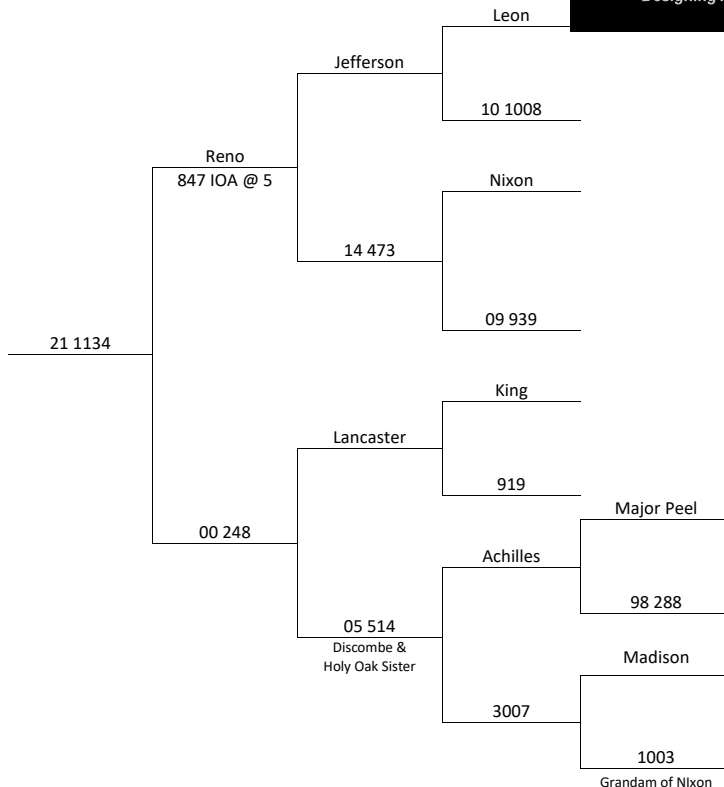 Leon
Jefferson
10 1008
Reno
847 IOA @ 5
Nixon
14 473
09 939
21 1134
King
Lancaster
919
Major Peel
00 248
Achilles
98 288
05 514
Discombe &
Holy Oak Sister
Madison
3007
1003
Grandam of NIxon